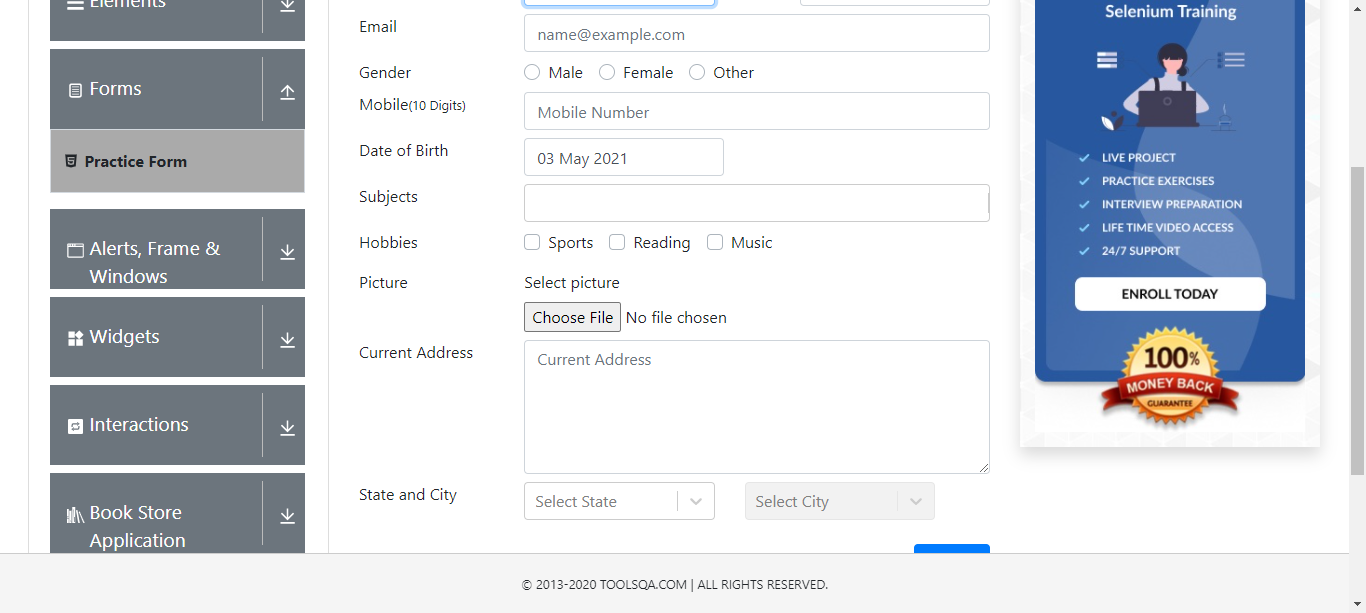 Elements
Forms
Practice Form
Alerts, Frame &
Windows
Widgets
Interactions
Book Store
Application
Email
name@example.com
Gender
Male
Female
Other
Mobile(10 Digits)
Mobile Number
Date of Birth
03 May 2021
Subjects
Hobbies
Sports
Reading
Music
Picture
Select picture
Choose File No file chosen
Current Address
Current Address
State and City
Select State
Select City
Selenium Training
LIVE PROJECT
PRACTICE EXERCISES
INTERVIEW PREPARATION
LIFE TIME VIDEO ACCESS
24/7 SUPPORT
ENROLL TODAY
100%
MONEY BACK
GUARANTEE
© 2013-2020 TOOLSQA.COM | ALL RIGHTS RESERVED.